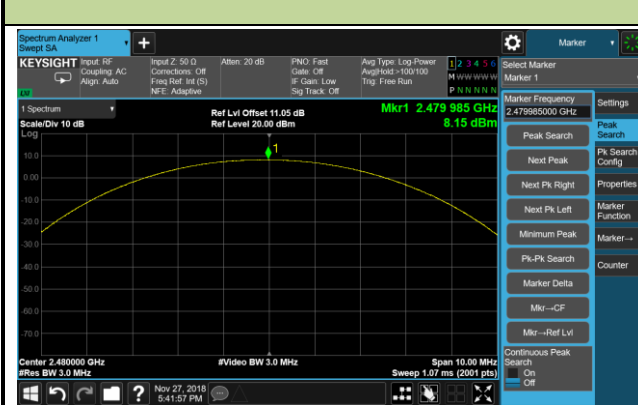 Spectrum Analyzer 1
Swept SA
Marker
KEYSIGHT
Input: RF
Coupling: AC
Align: Auto
Input Z: 50 Ω
Corrections: Off
Freq Ref: Int (S)
NFE: Adaptive
Atten: 20 dB
PNO: Fast
Gate: Off
IF Gain: Low
Sig Track: Off
Avg Type: Log-Power
Avg|Hold:>100/100
Trig: Free Run
1 2 3 4 5 6
M W W W W W
P N N N N N
Select Marker
Marker 1
LW
1 Spectrum
Scale/Div 10 dB
Ref Lvl Offset 11.05 dB
Ref Level 20.00 dBm
Mkr1 2.479 985 GHz
8.15 dBm
Log
1
10.0
0.00
-10.0
-20.0
-30.0
-40.0
-50.0
-60.0
-70.0
Center 2.480000 GHz
#Res BW 3.0 MHz
#Video BW 3.0 MHz
Span 10.00 MHz
Sweep 1.07 ms (2001 pts)
Marker Frequency
2.479985000 GHz
Peak Search
Next Peak
Next Pk Right
Next Pk Left
Minimum Peak
Pk-Pk Search
Marker Delta
Mkr→CF
Mkr→Ref Lvl
Continuous Peak
Search
On
Off
Settings
Peak
Search
Pk Search
Config
Properties
Marker
Function
Marker→
Counter
?
Nov 27, 2018
5:41:57 PM